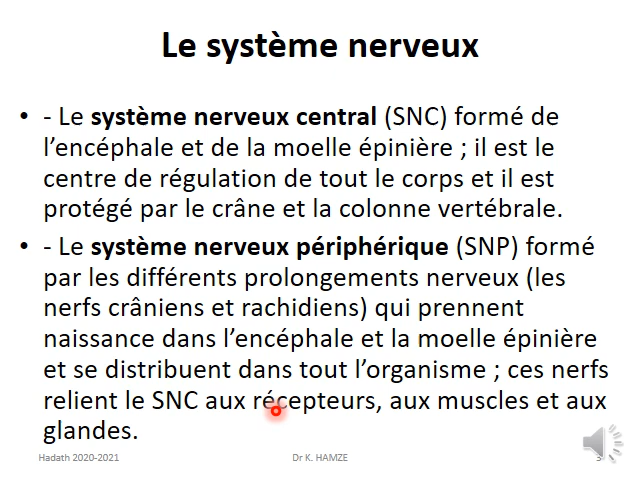 Le système nerveux
• - Le système nerveux central (SNC) formé de
l’encéphale et de la moelle épinière ; il est le
centre de régulation de tout le corps et il est
protégé par le crâne et la colonne vertébrale.
• - Le système nerveux périphérique (SNP) formé
par les différents prolongements nerveux (les
nerfs crâniens et rachidiens) qui prennent
naissance dans l’encéphale et la moelle épinière
et se distribuent dans tout l’organisme ; ces nerfs
relient le SNC aux récepteurs, aux muscles et aux
glandes.
Hadath 2020-2021 Dr K. HAMZE 3